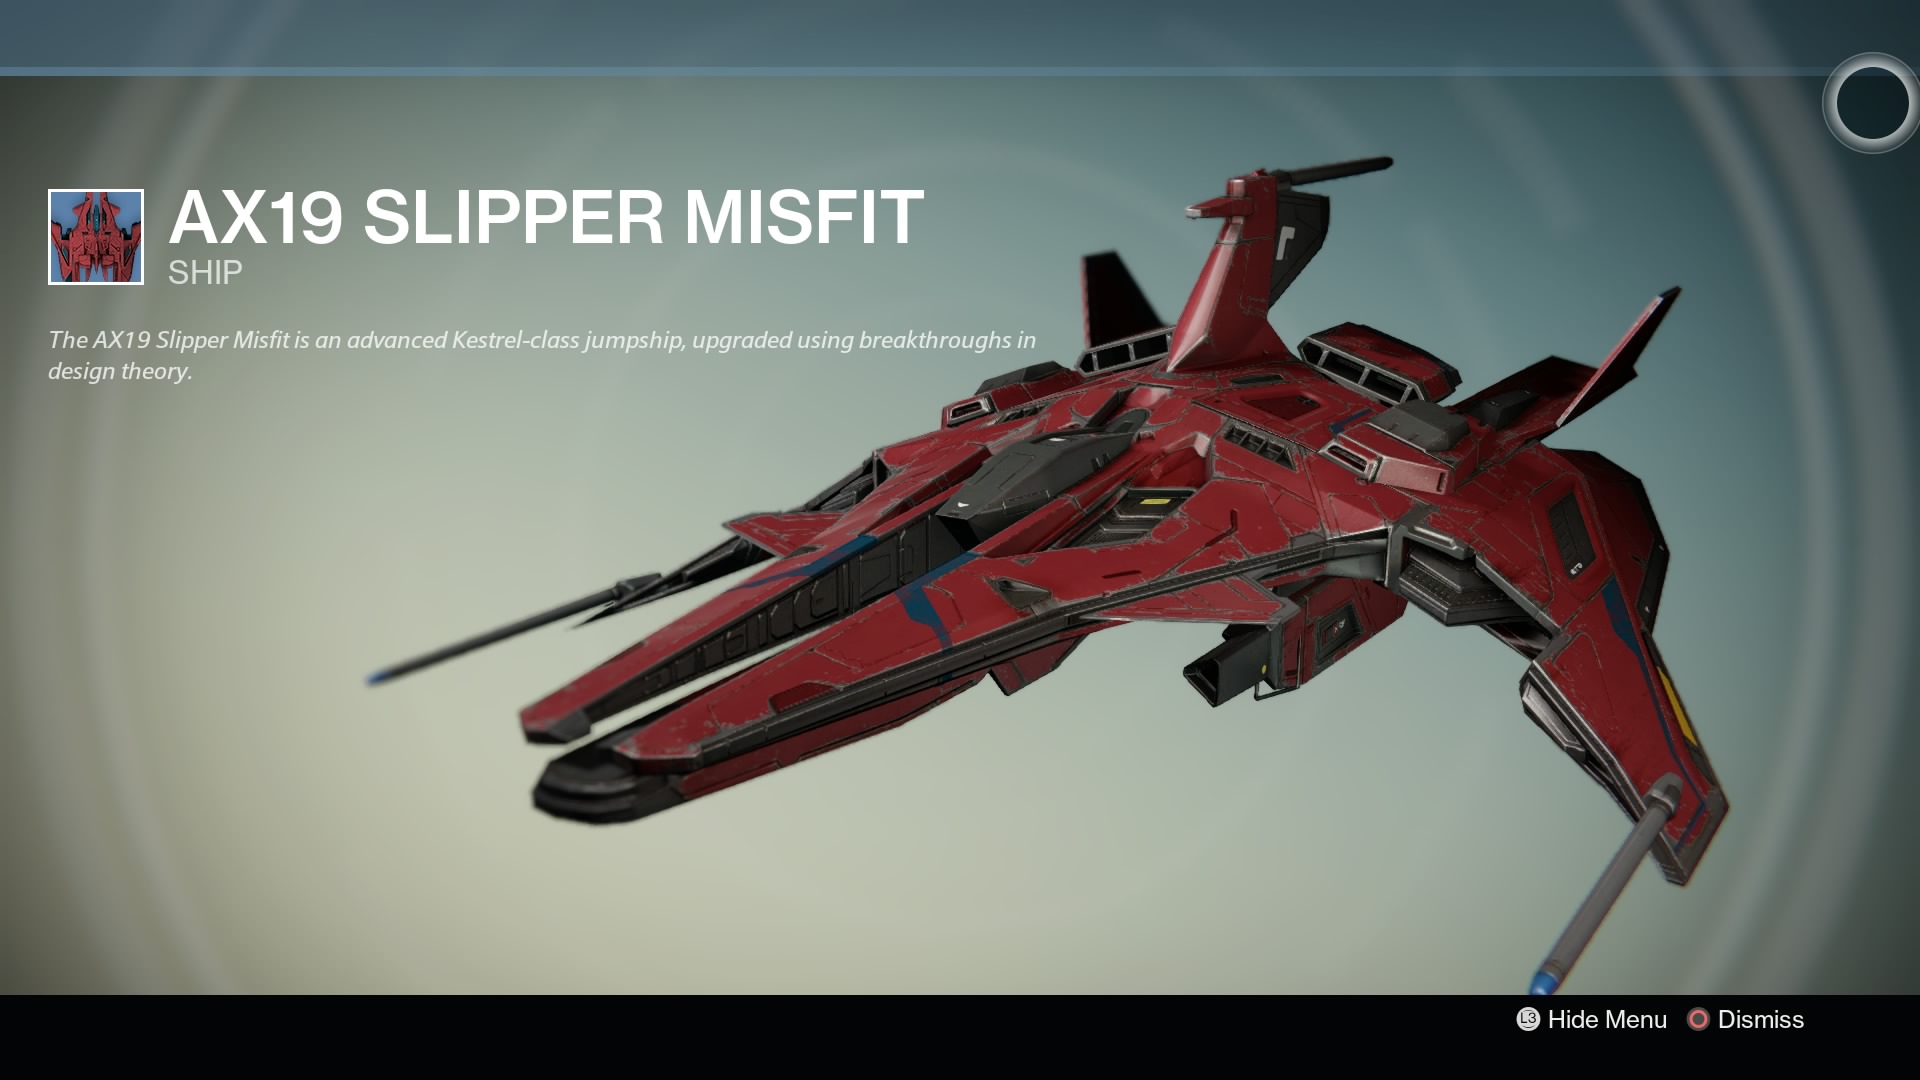 AX19 SLIPPER MISFIT
SHIP
The AX19 Slipper Misfit is an advanced Kestrel-class jumpship, upgraded using breakthroughs in
design theory.
L3 Hide Menu Dismiss